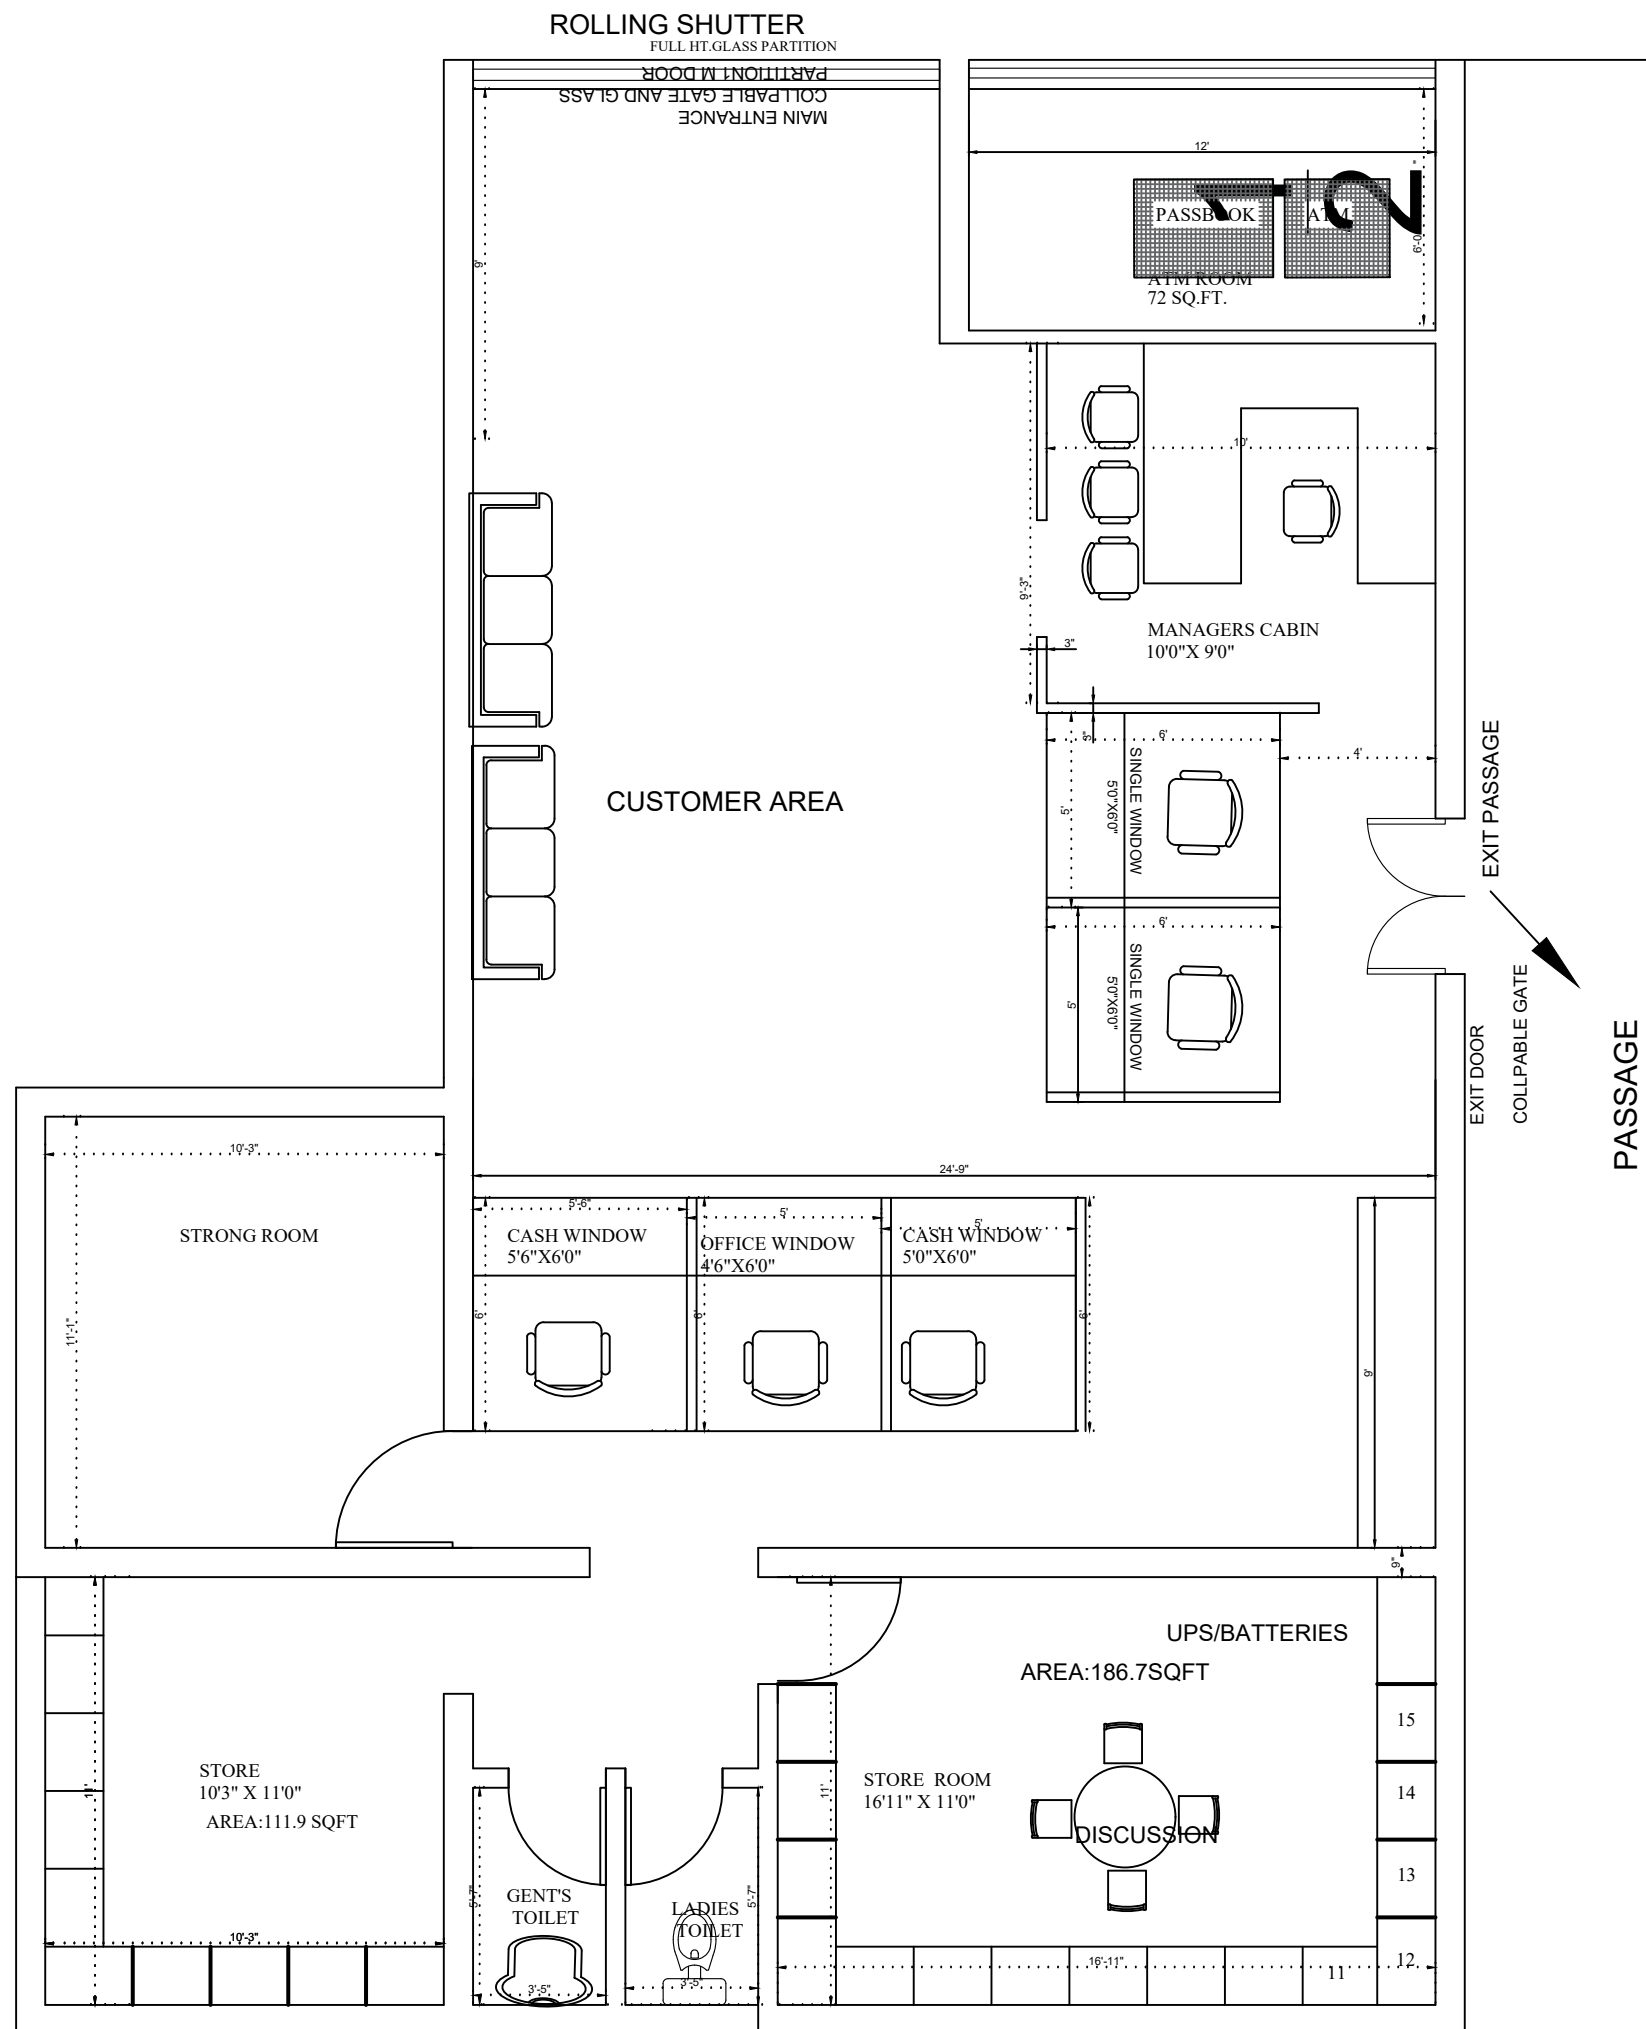 ROLLING SHUTTER
FULL HT.GLASS PARTITION
MAIN ENTRANCE
COLLPABLE GATE AND GLASS
PARTITION1 M DOOR
12'
9'
2
1
PASSBOOK
ATM
ATM ROOM
72 SQ.FT.
10'
9'-3"
MANAGERS CABIN
10'0"X 9'0"
3"
3"
6'
4'
SINGLE WINDOW
5'0"X6'0"
5'
CUSTOMER AREA
EXIT PASSAGE
6'
SINGLE WINDOW
5'0"X6'0"
5'
EXIT DOOR
COLLPABLE GATE
PASSAGE
10'-3"
24'-9"
STRONG ROOM
11'-1"
5'-6"
5'
5'
CASH WINDOW
5'6"X6'0"
OFFICE WINDOW
4'6"X6'0"
CASH WINDOW
5'0"X6'0"
6'
6'
6'
9'
9"
UPS/BATTERIES
AREA:186.7SQFT
STORE
10'3" X 11'0"
AREA:111.9 SQFT
11'
11'
STORE ROOM
16'11" X 11'0"
DISCUSSION
15
14
13
12
11
GENT'S
TOILET
LADIES
TOILET
5'-7"
5'-7"
10'-3"
3'-5"
3'-5"
16'-11"